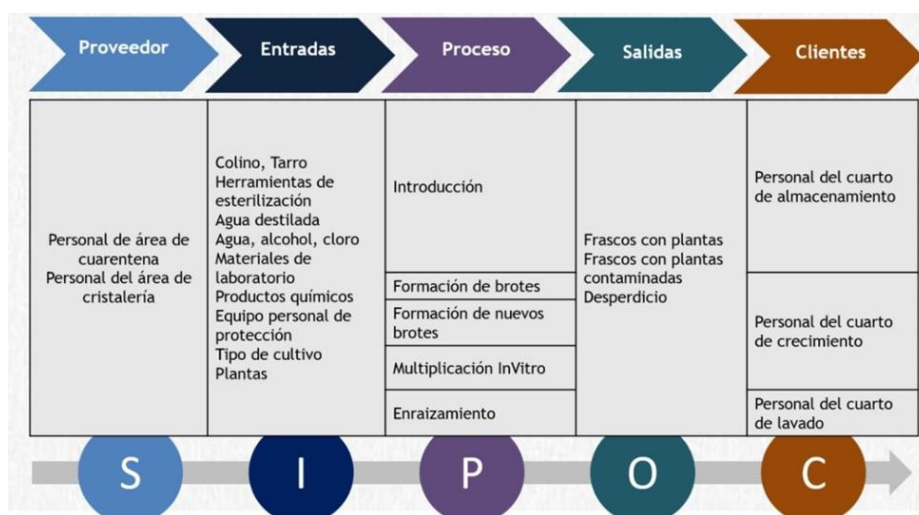 Proveedor
Entradas
Proceso
Salidas
Clientes
Personal de área de
cuarentena
Personal del área de
cristalería
Colino, Tarro
Herramientas de
esterilización
Agua destilada
Agua, alcohol, cloro
Materiales de
laboratorio
Productos químicos
Equipo personal de
protección
Tipo de cultivo
Plantas
Introducción
Formación de brotes
Formación de nuevos
brotes
Multiplicación InVitro
Enraizamiento
Frascos con plantas
Frascos con plantas
contaminadas
Desperdicio
Personal del cuarto
de almacenamiento
Personal del cuarto
de crecimiento
Personal del cuarto
de lavado
S
I
P
O
C